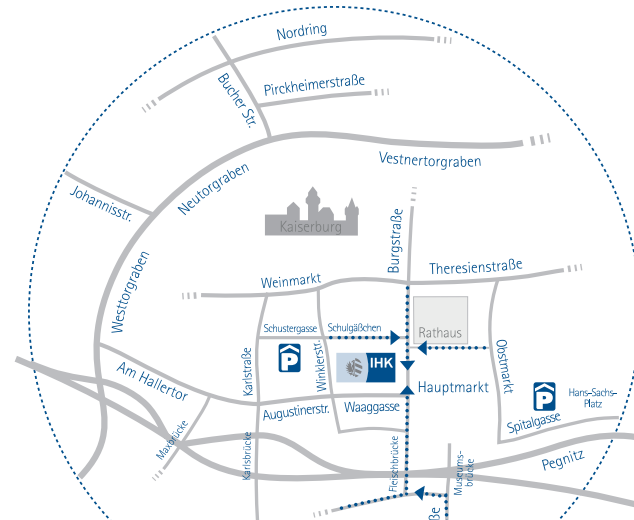 Nordring
Bucher Str.
Pirckheimerstraße
Vestnertorgraben
Neutorgraben
Johannisstr.
Kaiserburg
Burgstraße
Westtorgraben
Weinmarkt
Theresienstraße
Schustergasse
Schulgäßchen
Rathaus
Obstmarkt
Karlstraße
P
Winklerstr.
IHK
Am Hallertor
Hauptmarkt
P
Hans-Sachs-
Platz
Augustinerstr.
Waaggasse
Spitalgasse
Maxbrücke
Karlsbrücke
Fleischbrücke
Museums-
brücke
Pegnitz